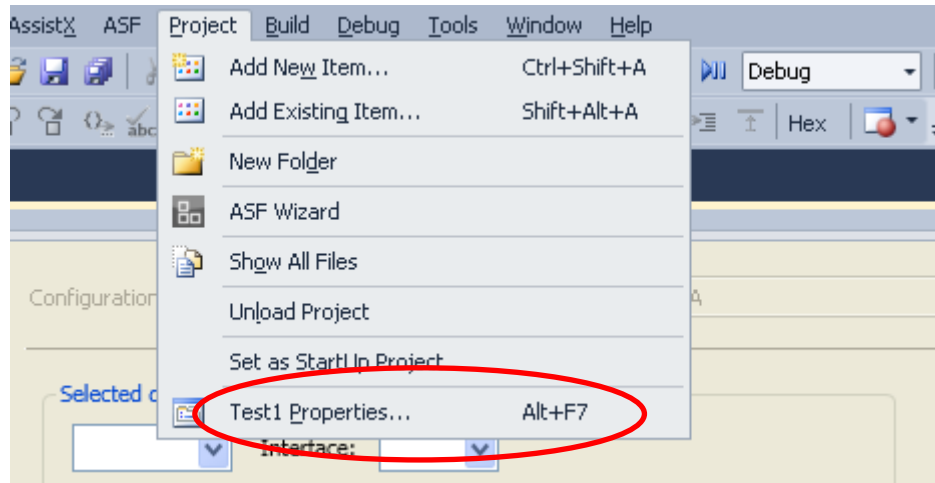 AssistX ASF Project Build Debug Tools Window Help
Add New Item... Ctrl+Shift+A Debug
Add Existing Item... Shift+Alt+A Hex
abc
New Folder
ASF Wizard
Show All Files
Configuration A
Unload Project
Set as StartUp Project
Selected
Test1 Properties... Alt+F7
Interface: